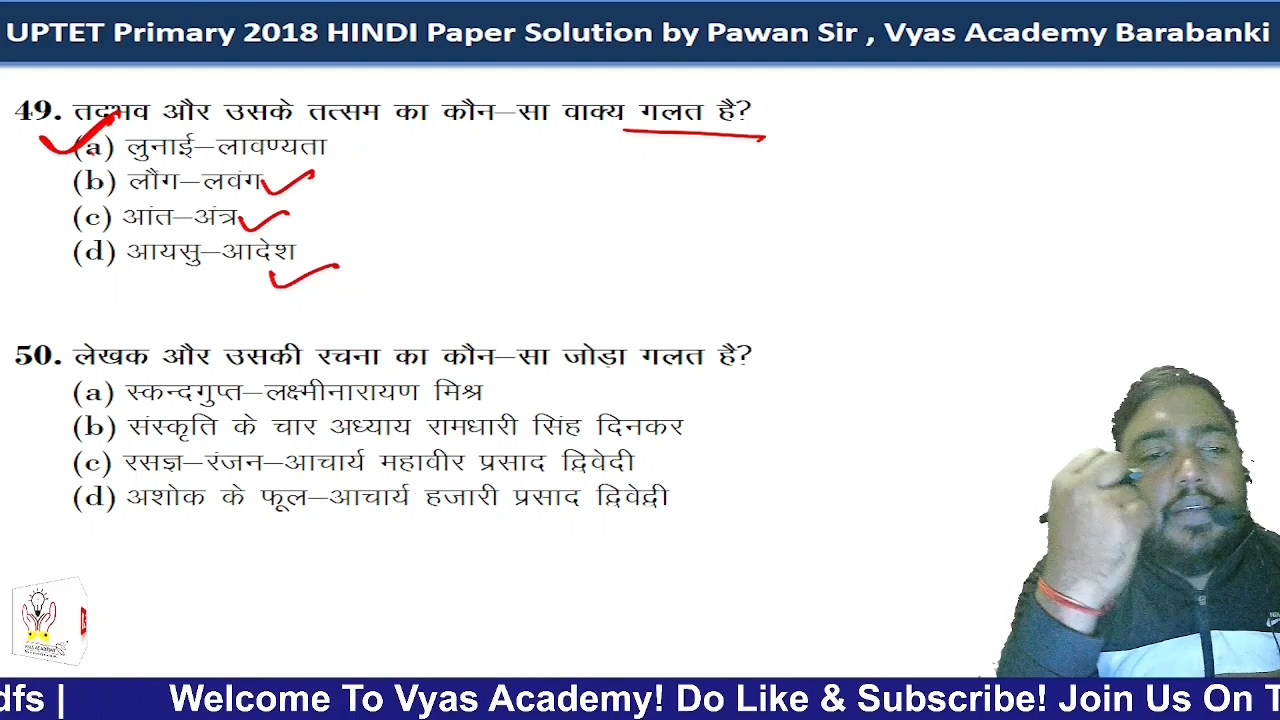 UPTET Primary 2018 HINDI Paper Solution by Pawan Sir , Vyas Academy Barabanki
49. तद्भव और उसके तत्सम का कौन–सा वाक्य गलत है?
(a) लुनाई–लावण्यता
(b) लौंग–लवंग
(c) आंत–अंत्र
(d) आयसु–आदेश
50. लेखक और उसकी रचना का कौन–सा जोड़ा गलत है?
(a) स्कन्दगुप्त–लक्ष्मीनारायण मिश्र
(b) संस्कृति के चार अध्याय रामधारी सिंह दिनकर
(c) रसज्ञ–रंजन–आचार्य महावीर प्रसाद द्विवेदी
(d) अशोक के फूल–आचार्य हजारी प्रसाद द्विवेद्वी
dfs | Welcome To Vyas Academy! Do Like & Subscribe! Join Us On T